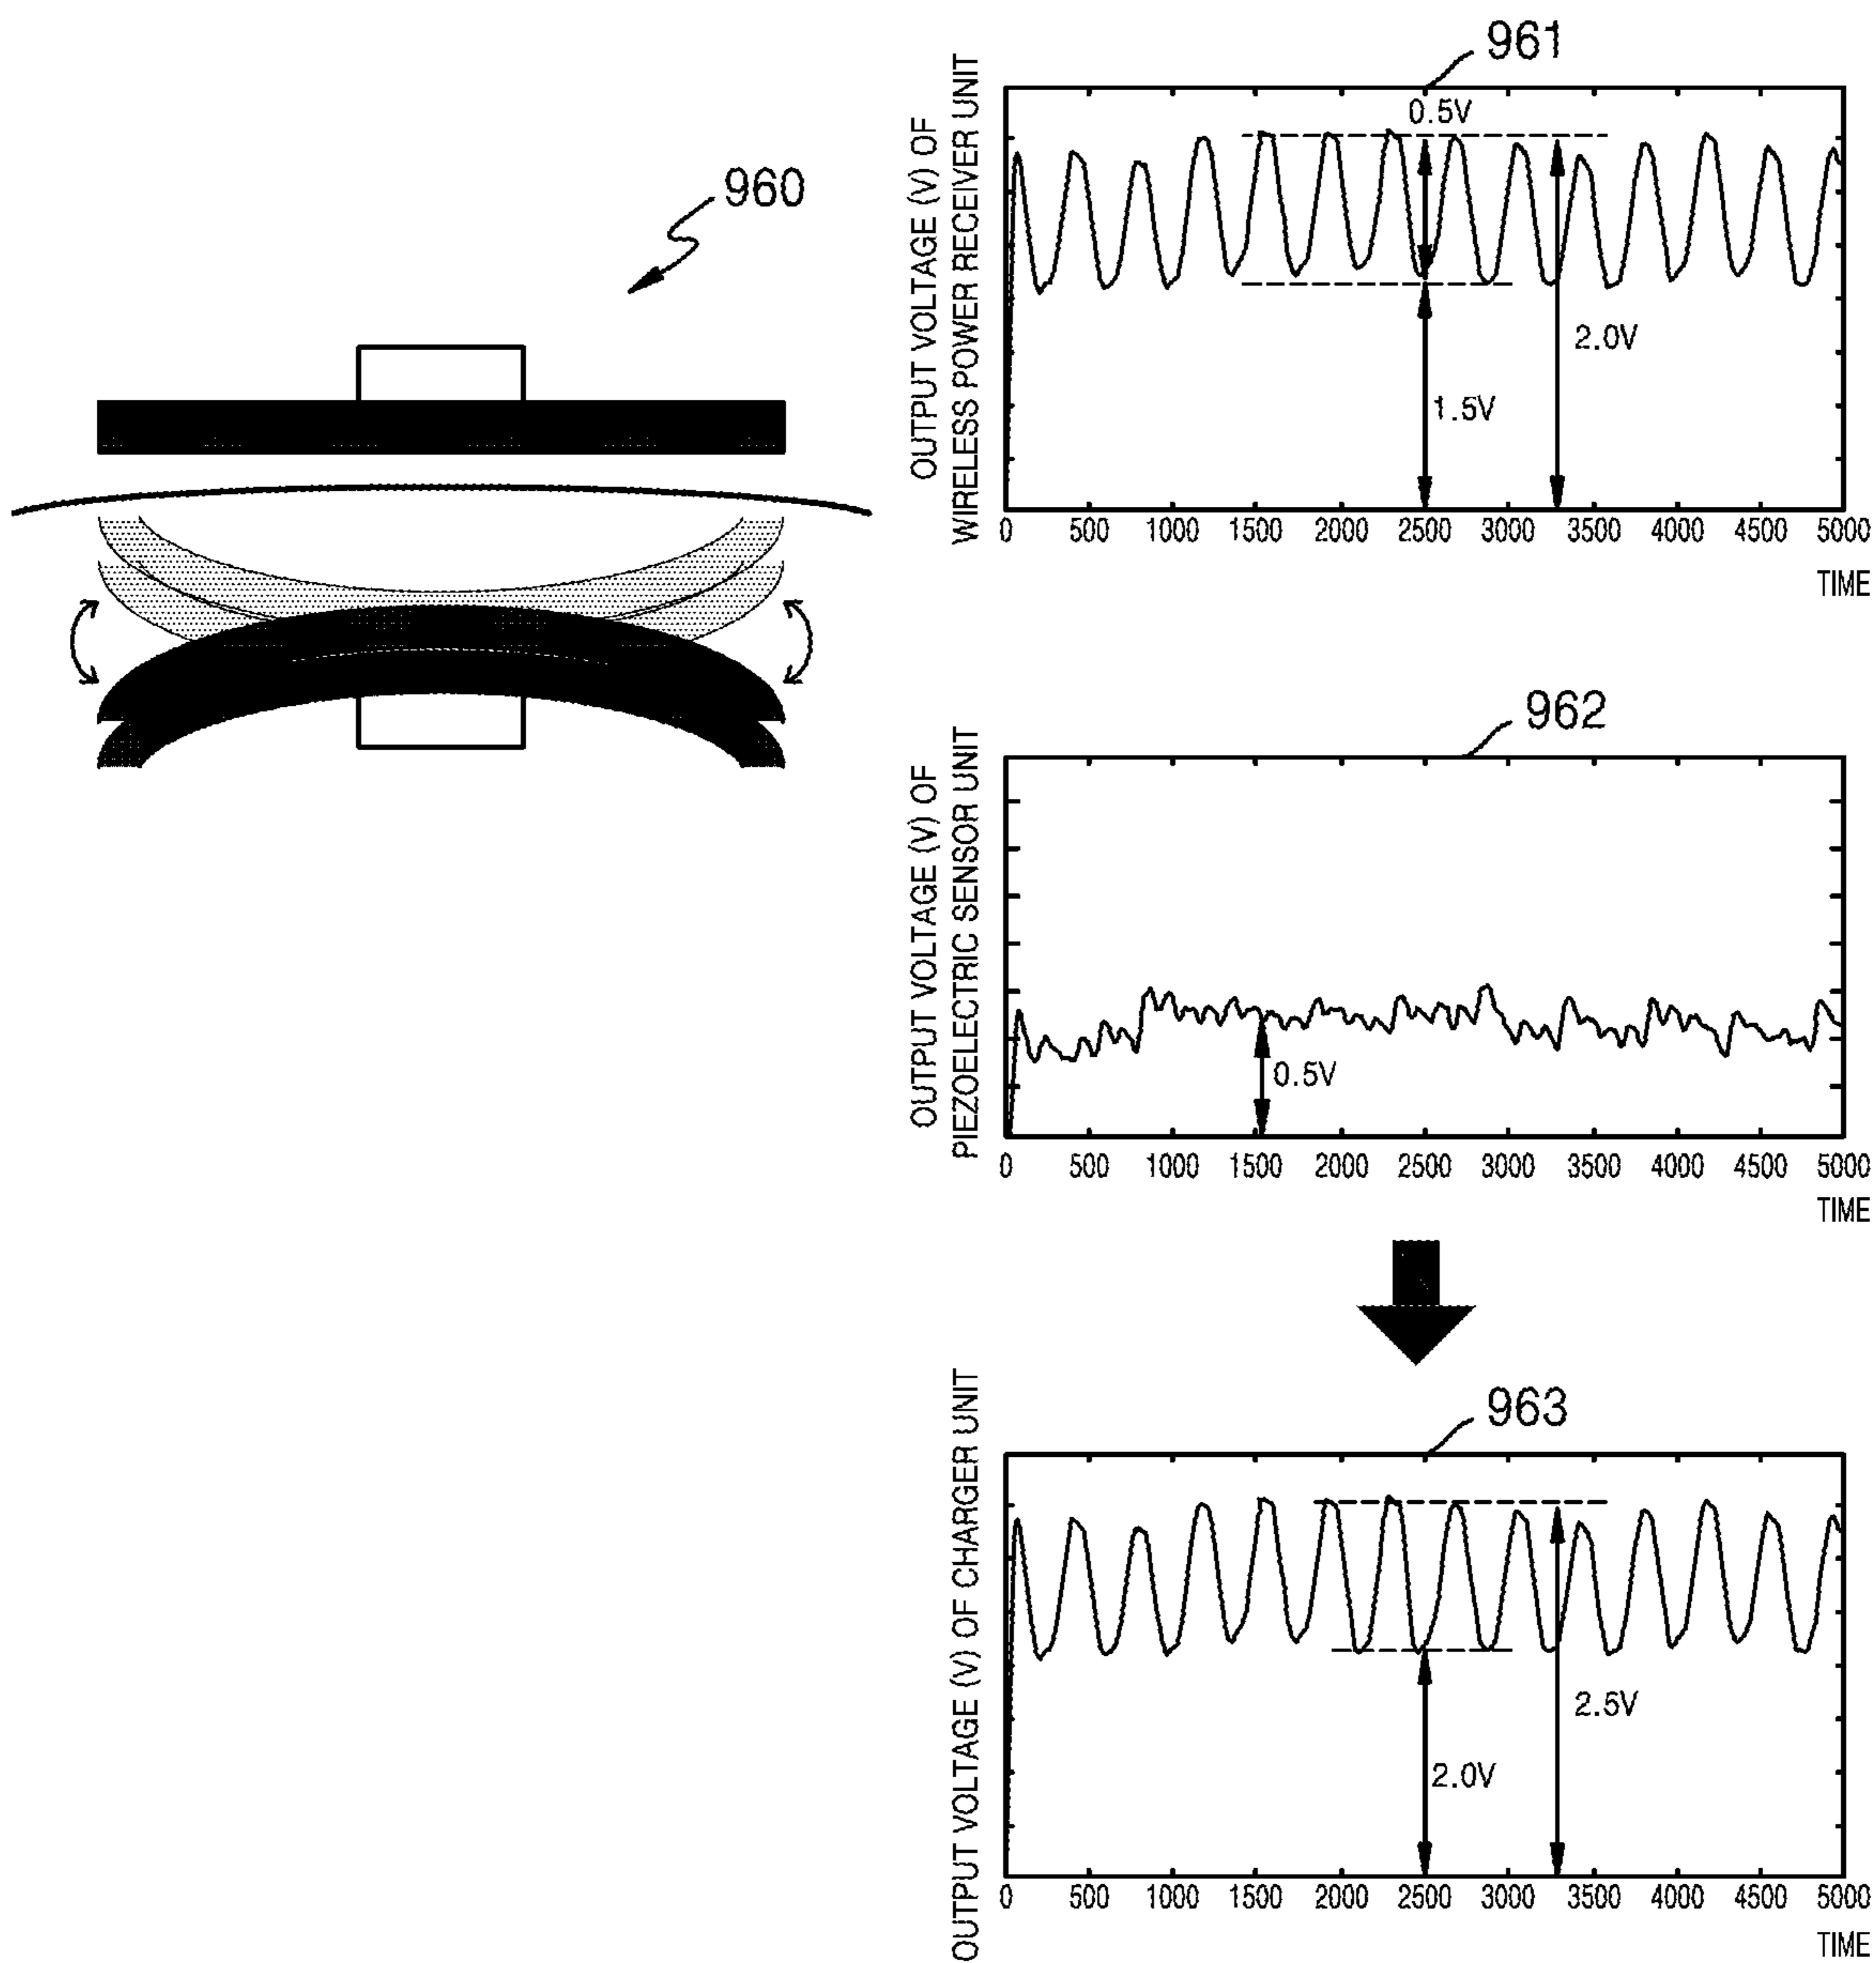 960
961
OUTPUT VOLTAGE (V) OF
WIRELESS POWER RECEIVER UNIT
0.5V
2.0V
1.5V
0 500 1000 1500 2000 2500 3000 3500 4000 4500 5000
TIME
962
OUTPUT VOLTAGE (V) OF
PIEZOELECTRIC SENSOR UNIT
0.5V
0 500 1000 1500 2000 2500 3000 3500 4000 4500 5000
TIME
963
OUTPUT VOLTAGE (V) OF CHARGER UNIT
2.5V
2.0V
0 500 1000 1500 2000 2500 3000 3500 4000 4500 5000
TIME